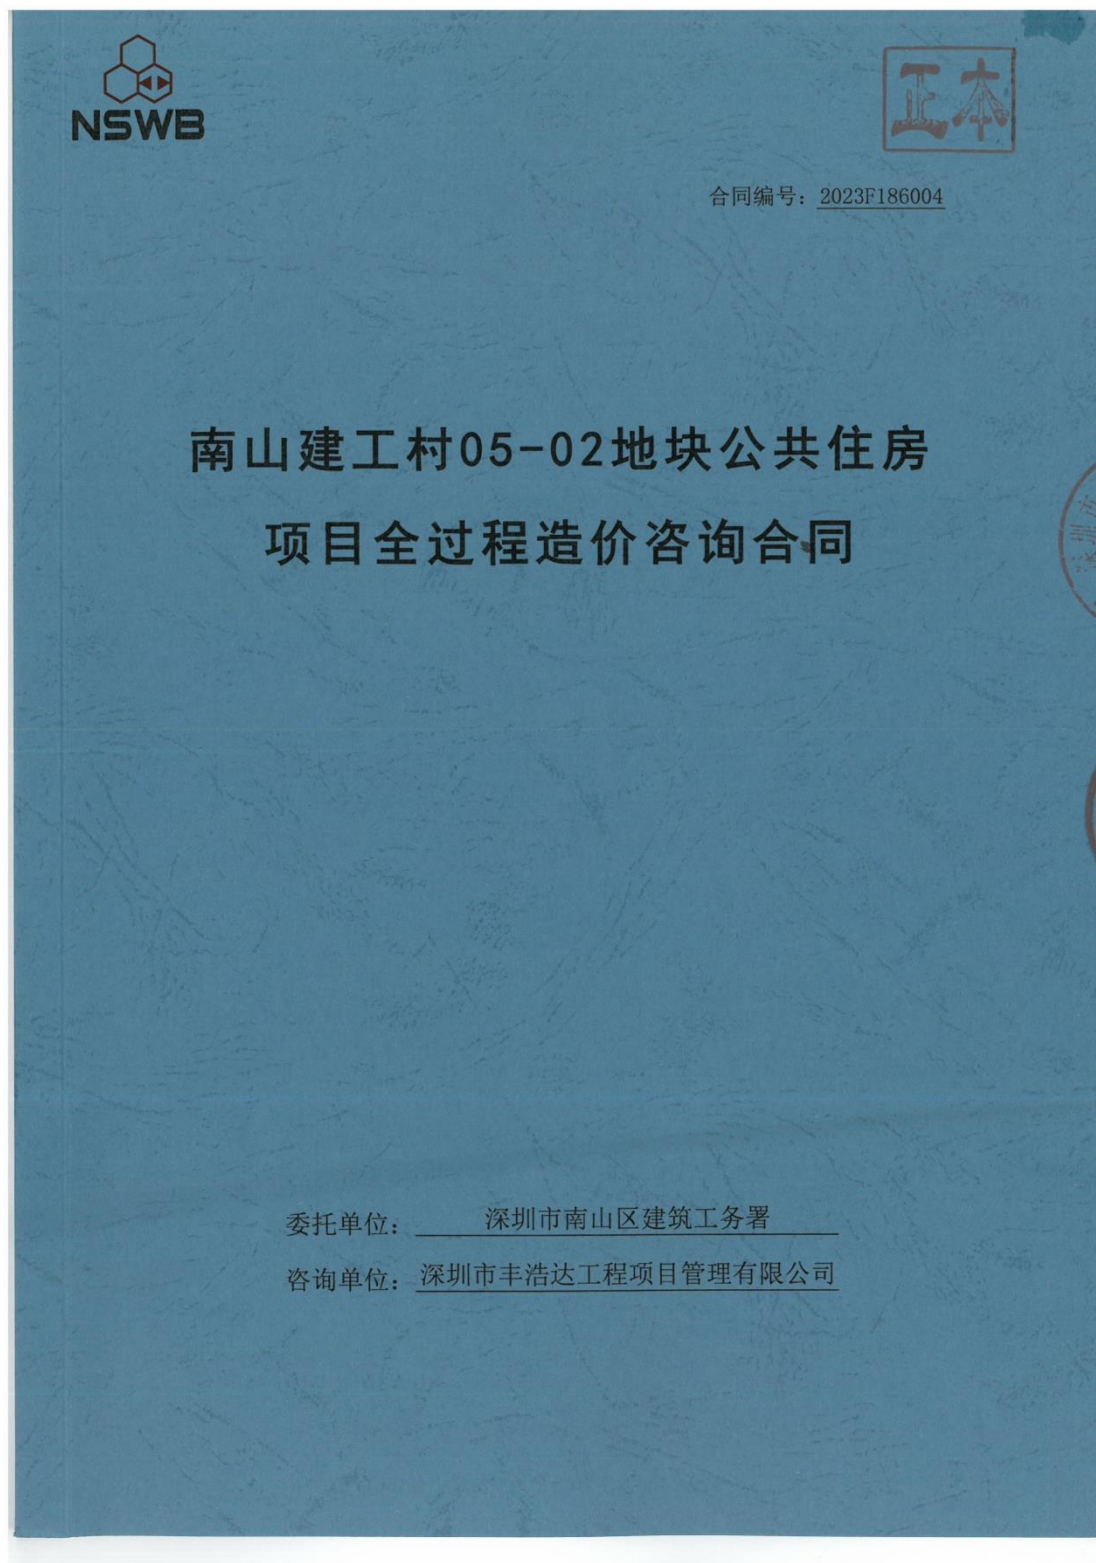 NSWB
正本
合同编号：2023F186004
南山建工村05-02地块公共住房
项目全过程造价咨询合同
委托单位：深圳市南山区建筑工务署
咨询单位：深圳市丰浩达工程项目管理有限公司